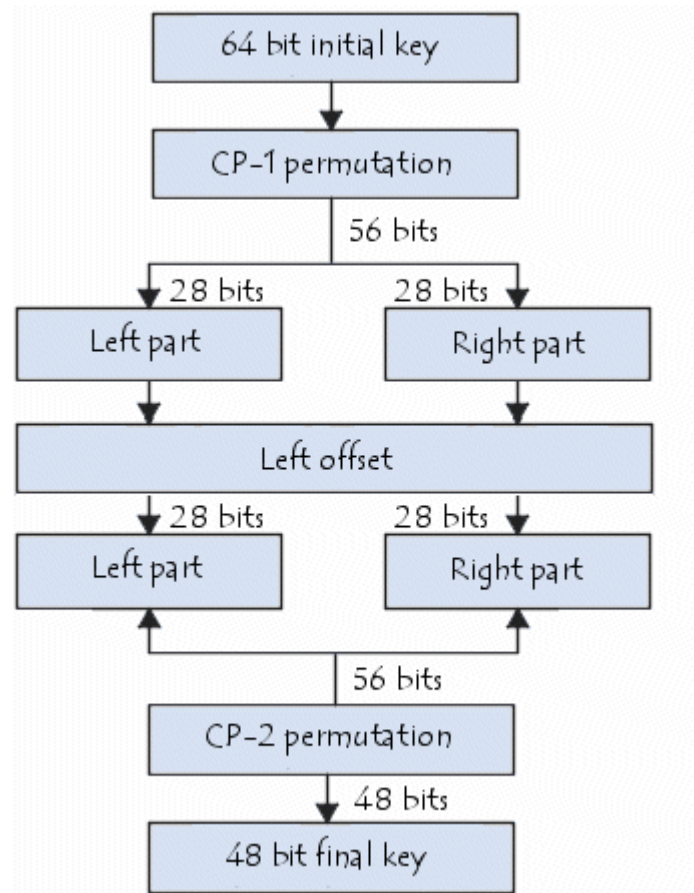 64 bit initial key
CP-1 permutation
56 bits
28 bits
28 bits
Left part
Right part
Left offset
28 bits
28 bits
Left part
Right part
56 bits
CP-2 permutation
48 bits
48 bit final key